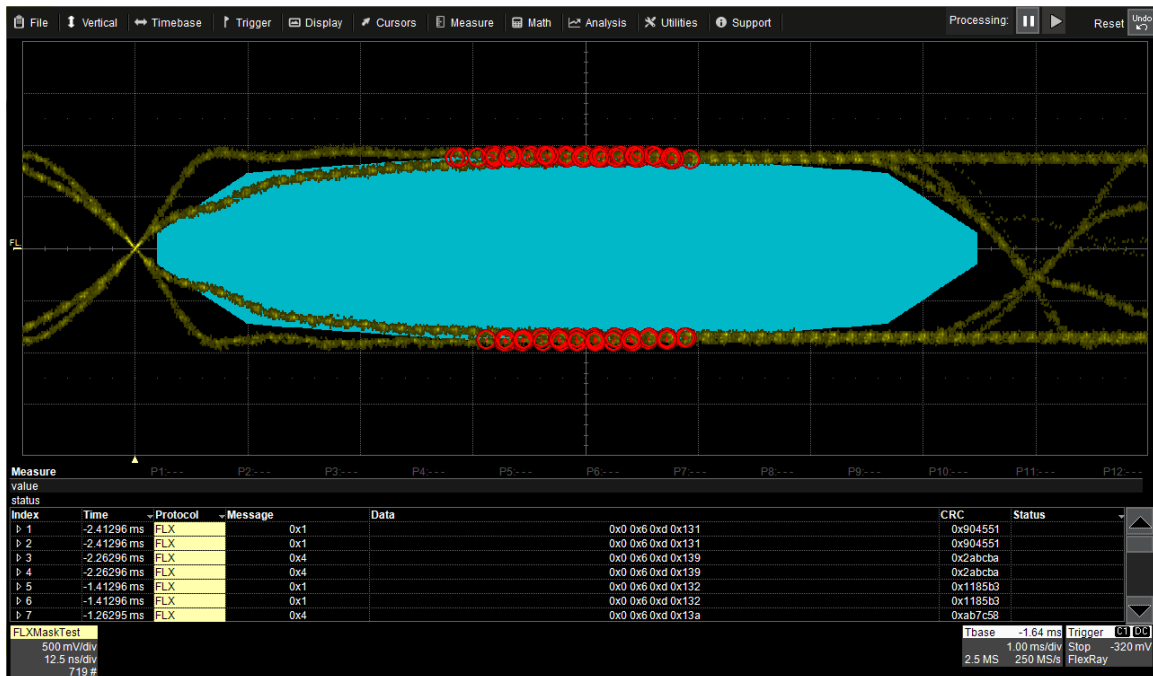 File Vertical Timebase Trigger Display Cursors Measure Math Analysis Utilities Support Processing: Reset Undo
FL
Measure P1:--- P2:--- P3:--- P4:--- P5:--- P6:--- P7:--- P8:--- P9:--- P10:--- P11:--- P12:---
value
status
Index Time Protocol Message Data CRC Status
1 -2.41296 ms FLX 0x1 0x0 0x6 0xd 0x131 0x904551
2 -2.41296 ms FLX 0x1 0x0 0x6 0xd 0x131 0x904551
3 -2.26296 ms FLX 0x4 0x0 0x6 0xd 0x139 0x2abcba
4 -2.26296 ms FLX 0x4 0x0 0x6 0xd 0x139 0x2abcba
5 -1.41296 ms FLX 0x1 0x0 0x6 0xd 0x132 0x1185b3
6 -1.41296 ms FLX 0x1 0x0 0x6 0xd 0x132 0x1185b3
7 -1.26295 ms FLX 0x4 0x0 0x6 0xd 0x13a 0xab7c58
FLXMaskTest Tbase -1.64 ms Trigger C1 DC
500 mV/div 1.00 ms/div Stop -320 mV
12.5 ns/div 2.5 MS 250 MS/s FlexRay
719 #